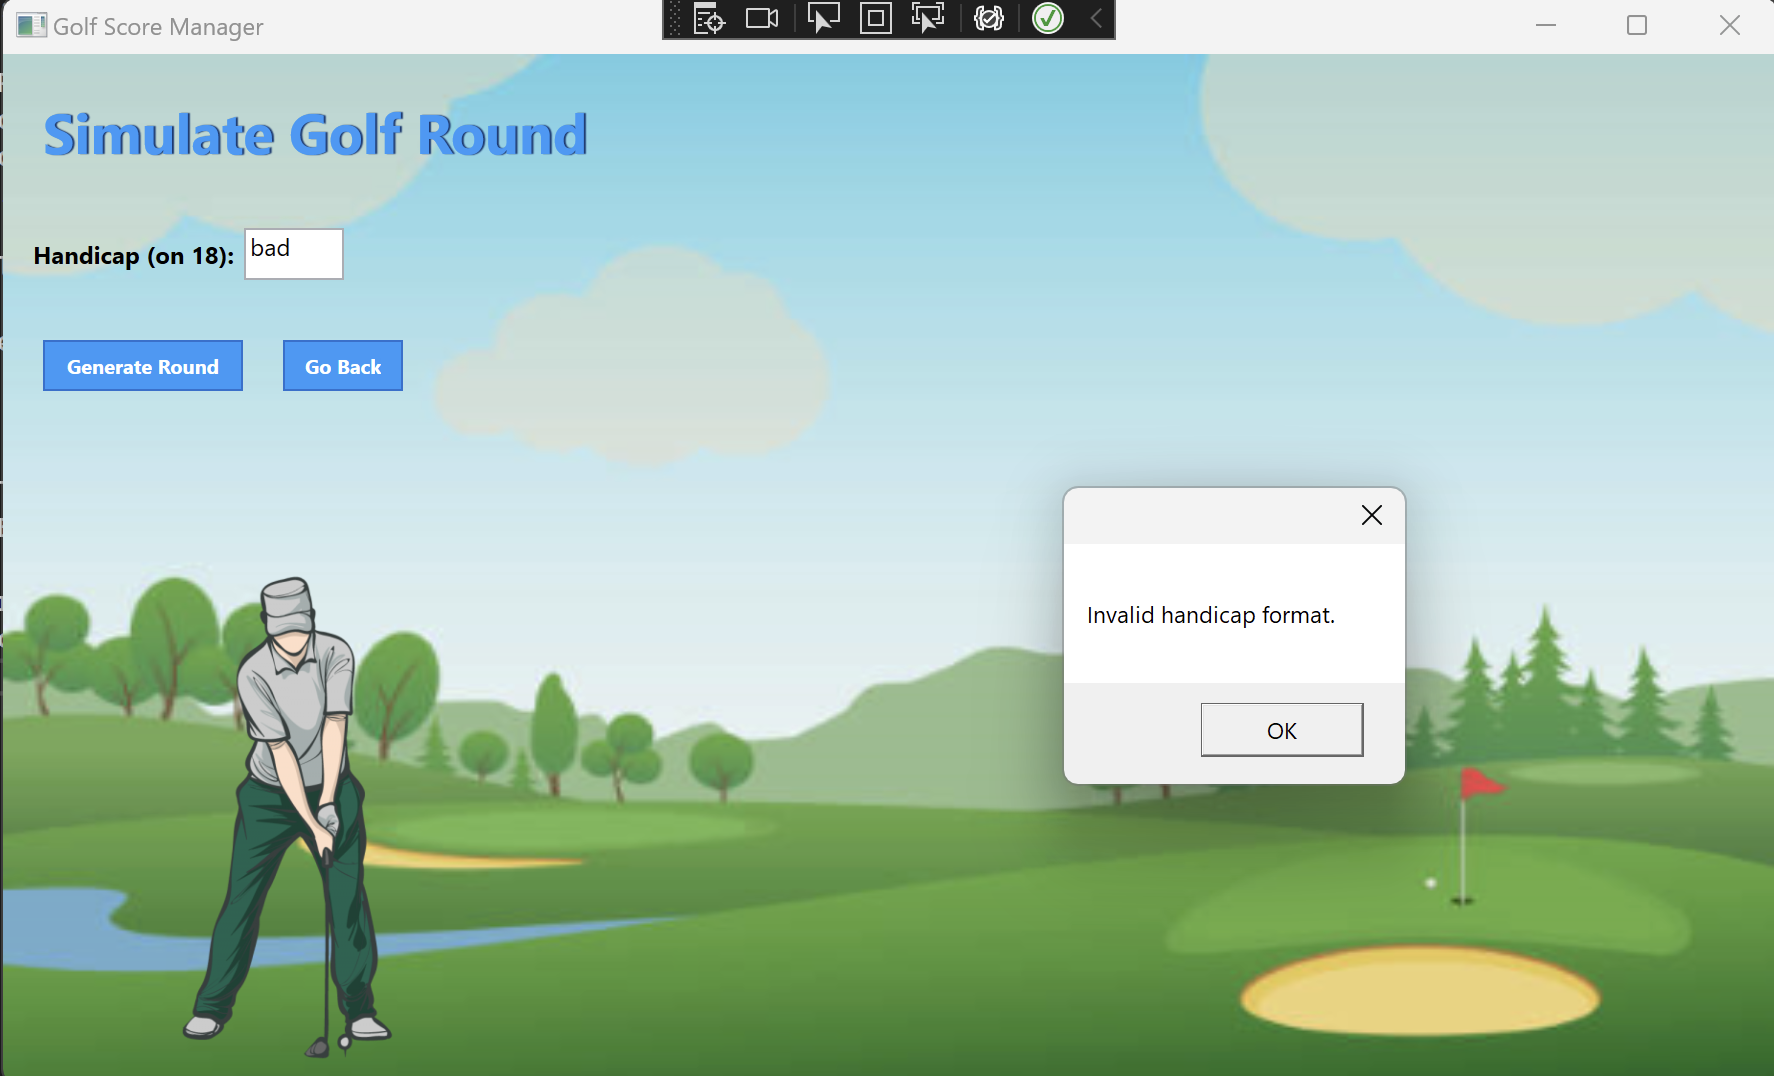 Golf Score Manager
Simulate Golf Round
Handicap (on 18): bad
Generate Round
Go Back
Invalid handicap format.
OK